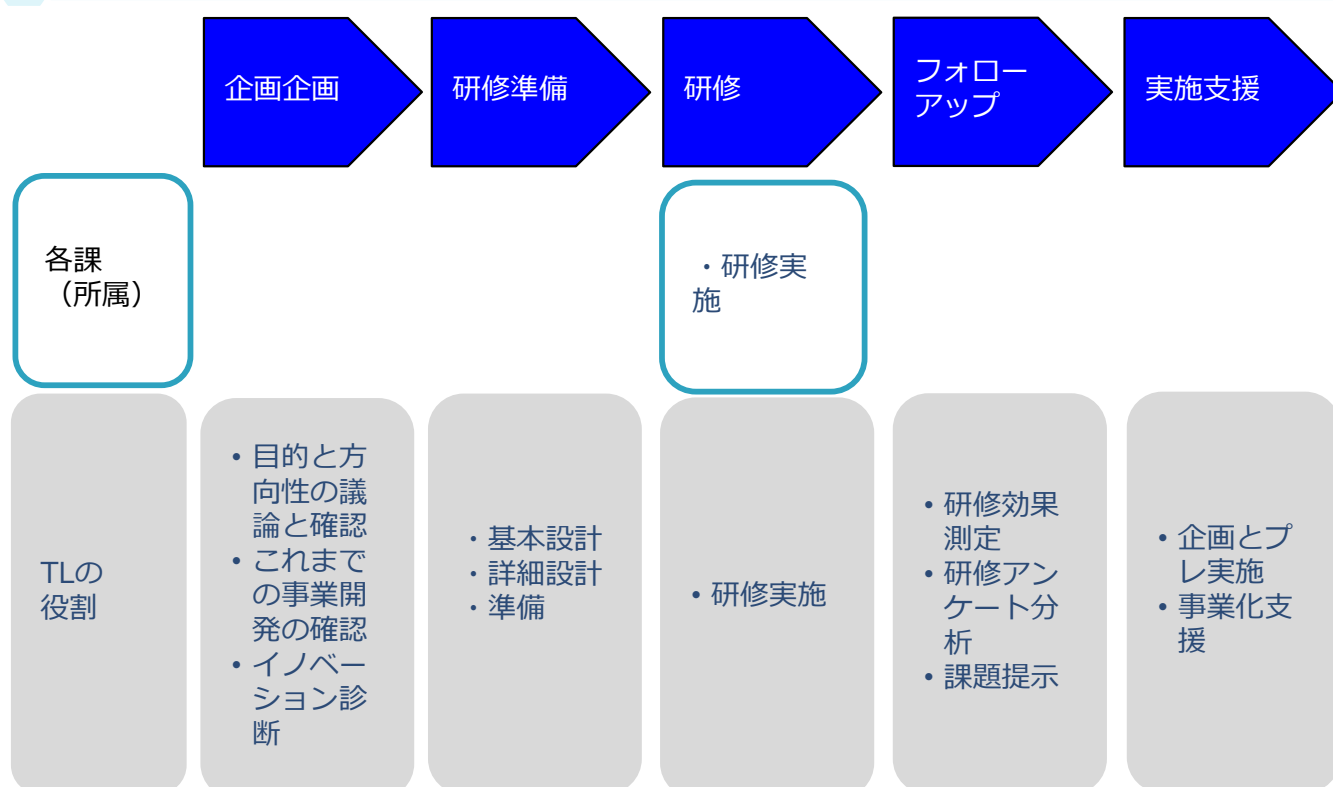 企画企画
研修準備
研修
フォロー
アップ
実施支援
各課
（所属）
・研修実
施
TLの
役割
• 目的と方
向性の議
論と確認
• これまで
の事業開
発の確認
• イノベー
ション診
断
・基本設計
・詳細設計
・準備
• 研修実施
• 研修効果
測定
• 研修アン
ケート分
析
• 課題提示
• 企画とプ
レ実施
• 事業化支
援